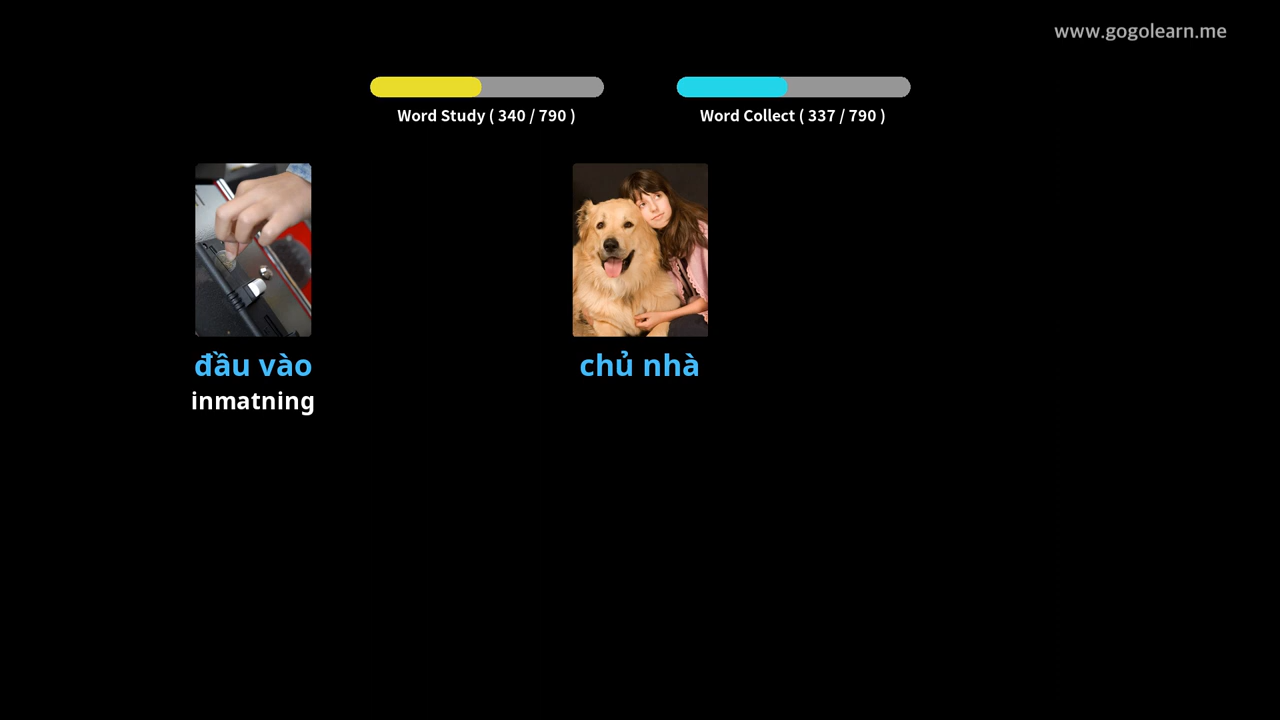 www.gogolearn.me
Word Study ( 340 / 790 )
Word Collect ( 337 / 790 )
đầu vào
inmatning
chủ nhà